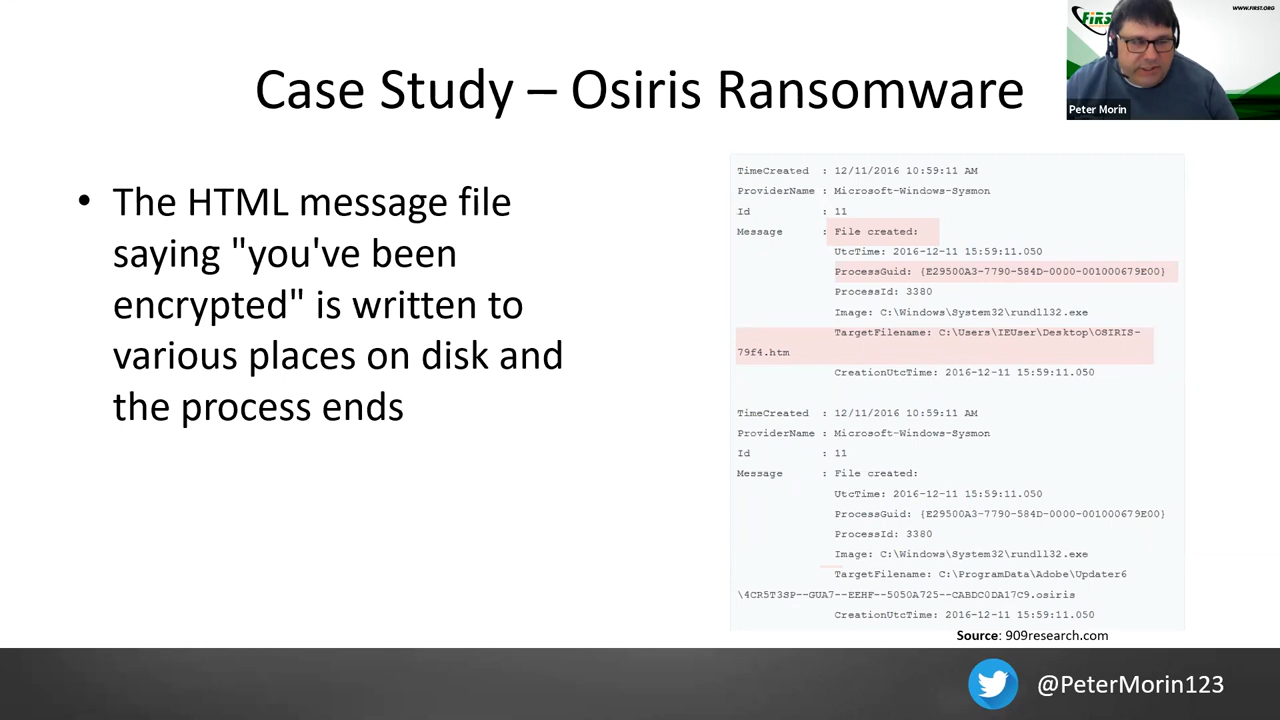 WWW.FIRST.ORG
FIRST
Peter Morin
Case Study – Osiris Ransomware
• The HTML message file
saying "you've been
encrypted" is written to
various places on disk and
the process ends
TimeCreated : 12/11/2016 10:59:11 AM
ProviderName : Microsoft-Windows-Sysmon
Id : 11
Message : File created:
UtcTime: 2016-12-11 15:59:11.050
ProcessGuid: {E29500A3-7790-584D-0000-001000679E00}
ProcessId: 3380
Image: C:\Windows\System32\rundll32.exe
TargetFilename: C:\Users\IEUser\Desktop\OSIRIS-
79f4.htm
CreationUtcTime: 2016-12-11 15:59:11.050
TimeCreated : 12/11/2016 10:59:11 AM
ProviderName : Microsoft-Windows-Sysmon
Id : 11
Message : File created:
UtcTime: 2016-12-11 15:59:11.050
ProcessGuid: {E29500A3-7790-584D-0000-001000679E00}
ProcessId: 3380
Image: C:\Windows\System32\rundll32.exe
TargetFilename: C:\ProgramData\Adobe\Updater6
\4CR5T3SP--GUA7--EEHF--5050A725--CABDC0DA17C9.osiris
CreationUtcTime: 2016-12-11 15:59:11.050
Source: 909research.com
@PeterMorin123